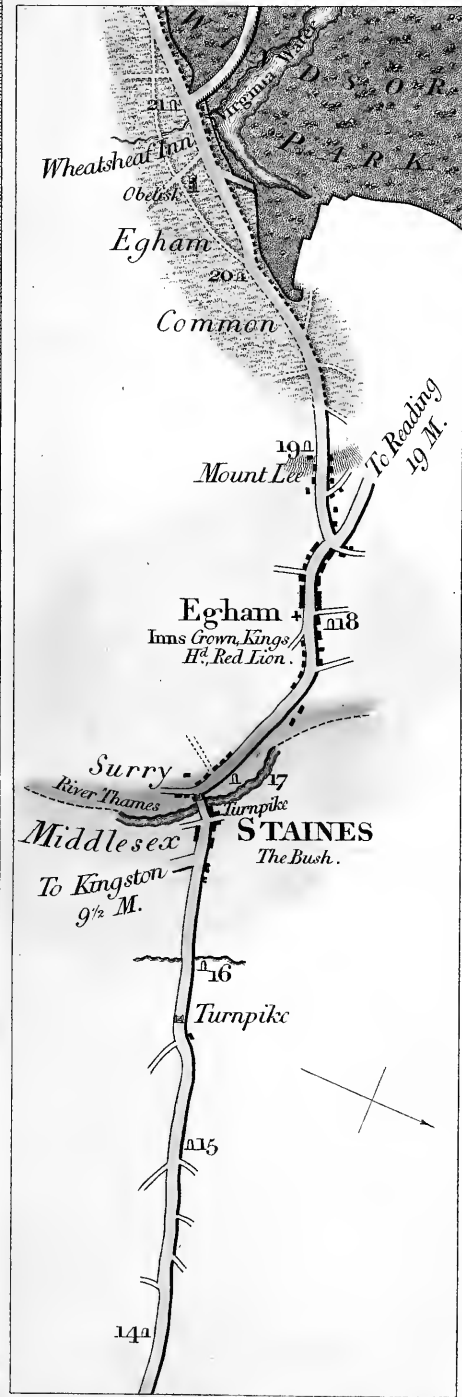 WINDSOR
PARK
Virginia Water
21
Wheatsheaf Inn
Obelisk
Egham
20
Common
19
Mount Lee
To Reading
19 M.
Egham
18
Inns Crown, Kings
Hd, Red Lion.
Surry
17
River Thames
Turnpike
Middlesex
STAINES
The Bush.
To Kingston
9 1/2 M.
16
Turnpike
15
14